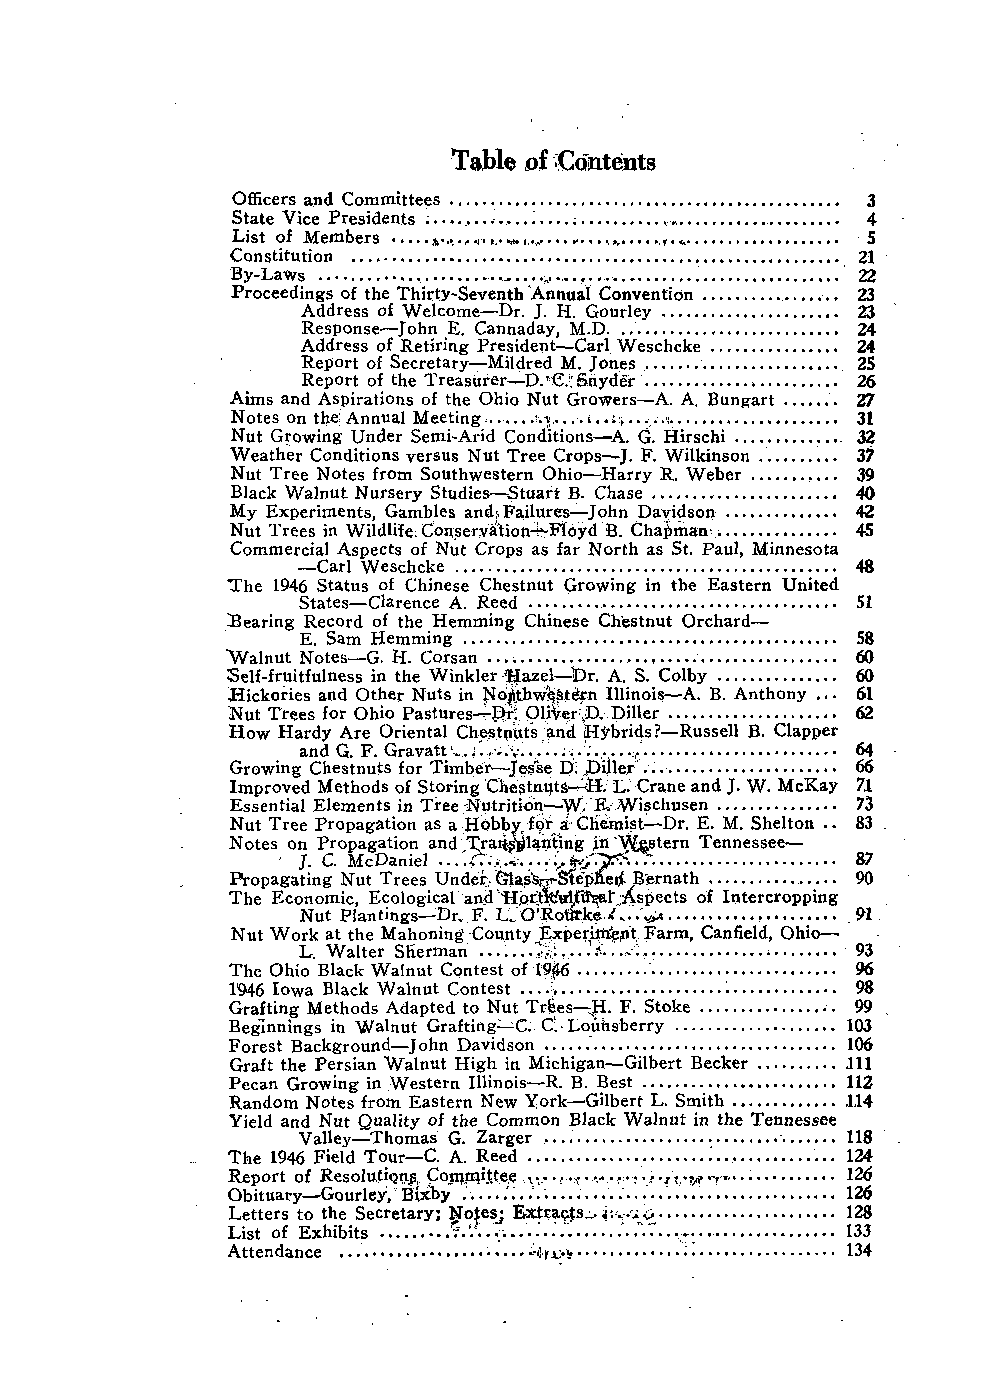 Table of Contents
Officers and Committees ............................................... 3
State Vice Presidents .................................................. 4
List of Members ....................................................... 5
Constitution ........................................................... 21
By-Laws ............................................................... 22
Proceedings of the Thirty-Seventh Annual Convention ................. 23
Address of Welcome—Dr. J. H. Gourley ...................... 23
Response—John E. Cannaday, M.D. ........................... 24
Address of Retiring President—Carl Weschcke ................ 24
Report of Secretary—Mildred M. Jones ........................ 25
Report of the Treasurer—D. C. Snyder ........................ 26
Aims and Aspirations of the Ohio Nut Growers—A. A. Bungart ....... 27
Notes on the Annual Meeting ........................................... 31
Nut Growing Under Semi-Arid Conditions—A. G. Hirschi ............. 32
Weather Conditions versus Nut Tree Crops—J. F. Wilkinson .......... 37
Nut Tree Notes from Southwestern Ohio—Harry R. Weber ........... 39
Black Walnut Nursery Studies—Stuart B. Chase ....................... 40
My Experiments, Gambles and Failures—John Davidson .............. 42
Nut Trees in Wildlife Conservation—Floyd B. Chapman ............... 45
Commercial Aspects of Nut Crops as far North as St. Paul, Minnesota
—Carl Weschcke ............................................... 48
The 1946 Status of Chinese Chestnut Growing in the Eastern United
States—Clarence A. Reed ...................................... 51
Bearing Record of the Hemming Chinese Chestnut Orchard—
E. Sam Hemming .............................................. 58
Walnut Notes—G. H. Corsan ........................................... 60
Self-fruitfulness in the Winkler Hazel—Dr. A. S. Colby ............... 60
Hickories and Other Nuts in Northwestern Illinois—A. B. Anthony ... 61
Nut Trees for Ohio Pastures—Dr. Oliver D. Diller ..................... 62
How Hardy Are Oriental Chestnuts and Hybrids?—Russell B. Clapper
and G. F. Gravatt ............................................... 64
Growing Chestnuts for Timber—Jesse D. Diller ........................ 66
Improved Methods of Storing Chestnuts—H. L. Crane and J. W. McKay 71
Essential Elements in Tree Nutrition—W. E. Wischusen ............... 73
Nut Tree Propagation as a Hobby for a Chemist—Dr. E. M. Shelton .. 83
Notes on Propagation and Transplanting in Western Tennessee—
J. C. McDaniel ................................................. 87
Propagating Nut Trees Under Glass—Stephen Bernath ................ 90
The Economic, Ecological and Horticultural Aspects of Intercropping
Nut Plantings—Dr. F. L. O'Rourke ............................. 91
Nut Work at the Mahoning County Experiment Farm, Canfield, Ohio—
L. Walter Sherman ............................................ 93
The Ohio Black Walnut Contest of 1946 ................................ 96
1946 Iowa Black Walnut Contest ....................................... 98
Grafting Methods Adapted to Nut Trees—H. F. Stoke ................. 99
Beginnings in Walnut Grafting—C. C. Lounsberry .................... 103
Forest Background—John Davidson .................................... 106
Graft the Persian Walnut High in Michigan—Gilbert Becker .......... 111
Pecan Growing in Western Illinois—R. B. Best ........................ 112
Random Notes from Eastern New York—Gilbert L. Smith ............. 114
Yield and Nut Quality of the Common Black Walnut in the Tennessee
Valley—Thomas G. Zarger .................................... 118
The 1946 Field Tour—C. A. Reed ...................................... 124
Report of Resolutions Committee ...................................... 126
Obituary—Gourley, Bixby .............................................. 126
Letters to the Secretary; Notes; Extracts .............................. 128
List of Exhibits ........................................................ 133
Attendance ............................................................. 134